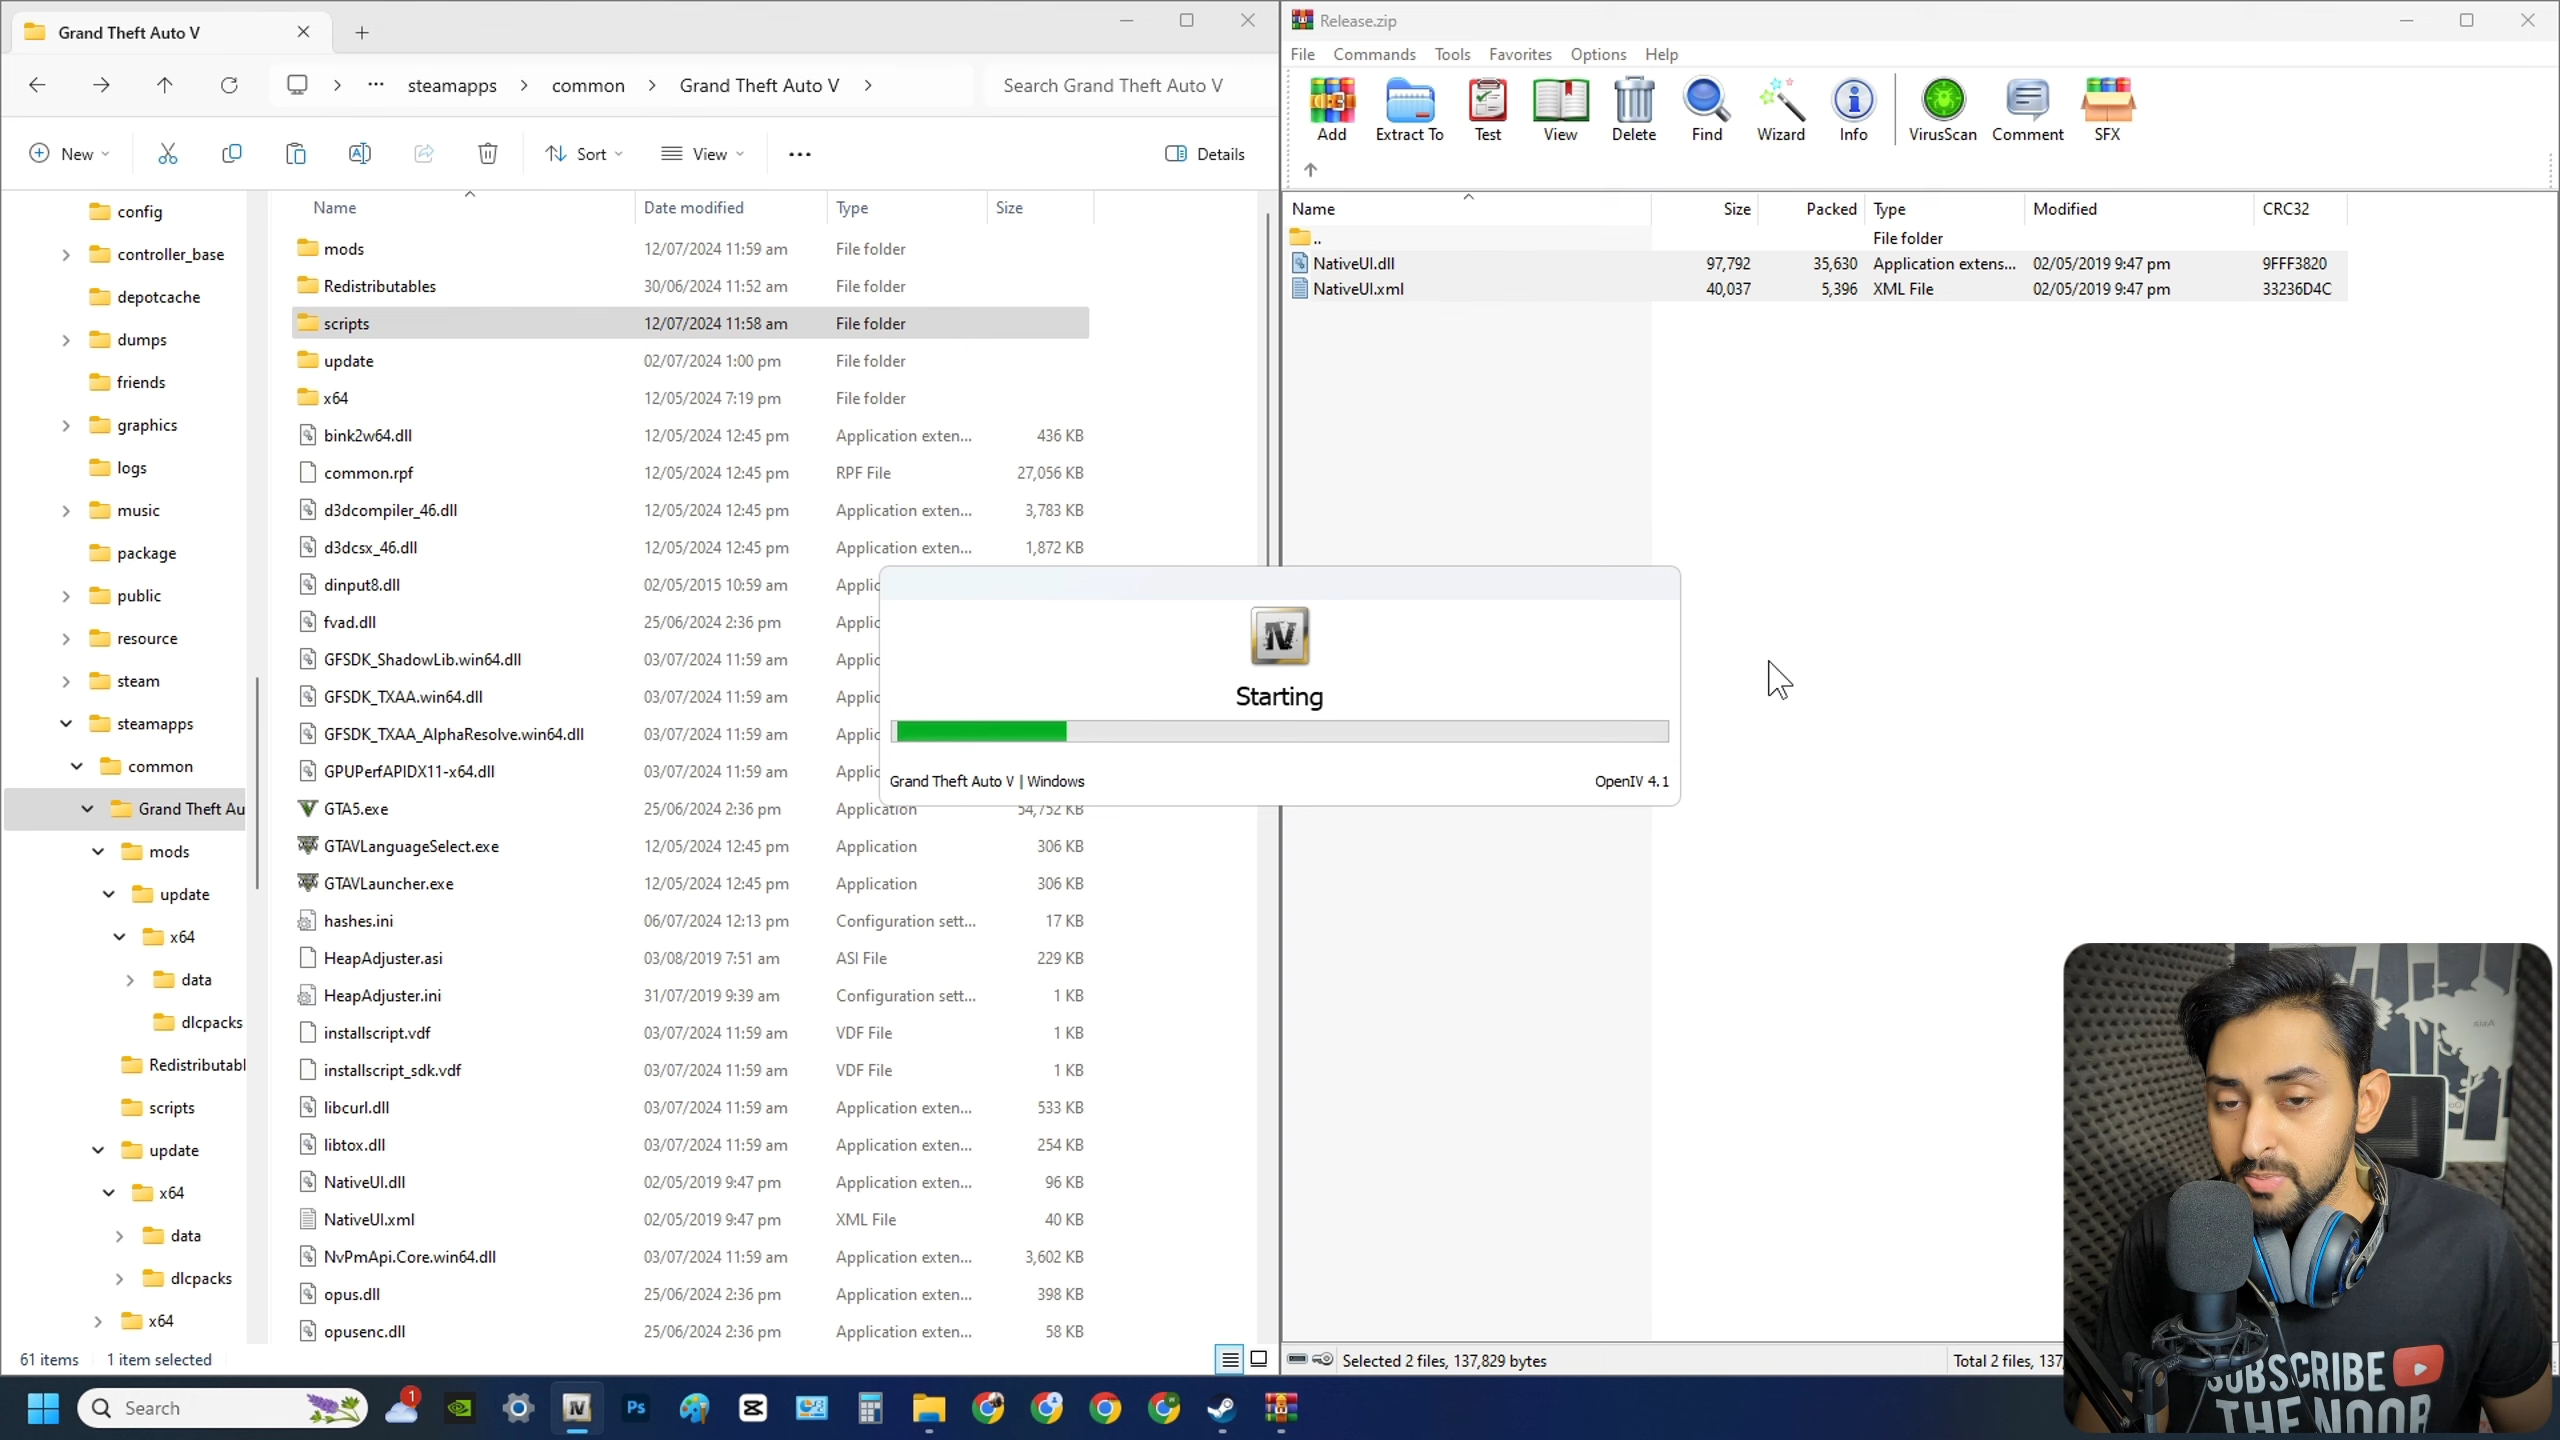 Grand Theft Auto V
steamapps
common
Grand Theft Auto V
Search Grand Theft Auto V
New
Sort
View
Details
config
controller_base
depotcache
dumps
friends
graphics
logs
music
package
public
resource
steam
steamapps
common
Grand Theft Au
mods
update
x64
data
dlcpacks
Redistributabl
scripts
update
x64
data
dlcpacks
x64
Name Date modified Type Size
mods 12/07/2024 11:59 am File folder
Redistributables 30/06/2024 11:52 am File folder
scripts 12/07/2024 11:58 am File folder
update 02/07/2024 1:00 pm File folder
x64 12/05/2024 7:19 pm File folder
bink2w64.dll 12/05/2024 12:45 pm Application exten... 436 KB
common.rpf 12/05/2024 12:45 pm RPF File 27,056 KB
d3dcompiler_46.dll 12/05/2024 12:45 pm Application exten... 3,783 KB
d3dcsx_46.dll 12/05/2024 12:45 pm Application exten... 1,872 KB
dinput8.dll 02/05/2015 10:59 am Applic
fvad.dll 25/06/2024 2:36 pm Applic
GFSDK_ShadowLib.win64.dll 03/07/2024 11:59 am Applic
GFSDK_TXAA.win64.dll 03/07/2024 11:59 am Applic
GFSDK_TXAA_AlphaResolve.win64.dll 03/07/2024 11:59 am Applic
GPUPerfAPIDX11-x64.dll 03/07/2024 11:59 am Applic
GTA5.exe 25/06/2024 2:36 pm Application 54,752 KB
GTAVLanguageSelect.exe 12/05/2024 12:45 pm Application 306 KB
GTAVLauncher.exe 12/05/2024 12:45 pm Application 306 KB
hashes.ini 06/07/2024 12:13 pm Configuration sett... 17 KB
HeapAdjuster.asi 03/08/2019 7:51 am ASI File 229 KB
HeapAdjuster.ini 31/07/2019 9:39 am Configuration sett... 1 KB
installscript.vdf 03/07/2024 11:59 am VDF File 1 KB
installscript_sdk.vdf 03/07/2024 11:59 am VDF File 1 KB
libcurl.dll 03/07/2024 11:59 am Application exten... 533 KB
libtox.dll 03/07/2024 11:59 am Application exten... 254 KB
NativeUI.dll 02/05/2019 9:47 pm Application exten... 96 KB
NativeUI.xml 02/05/2019 9:47 pm XML File 40 KB
NvPmApi.Core.win64.dll 03/07/2024 11:59 am Application exten... 3,602 KB
opus.dll 25/06/2024 2:36 pm Application exten... 398 KB
opusenc.dll 25/06/2024 2:36 pm Application exten... 58 KB
61 items 1 item selected
Release.zip
File Commands Tools Favorites Options Help
Add Extract To Test View Delete Find Wizard Info VirusScan Comment SFX
Name Size Packed Type Modified CRC32
.. File folder
NativeUI.dll 97,792 35,630 Application extens... 02/05/2019 9:47 pm 9FFF3820
NativeUI.xml 40,037 5,396 XML File 02/05/2019 9:47 pm 33236D4C
Selected 2 files, 137,829 bytes
Total 2 files, 137,
IV
Starting
Grand Theft Auto V | Windows OpenIV 4.1
Search
1
IV
Ps
SUBSCRIBE
THE NOOB